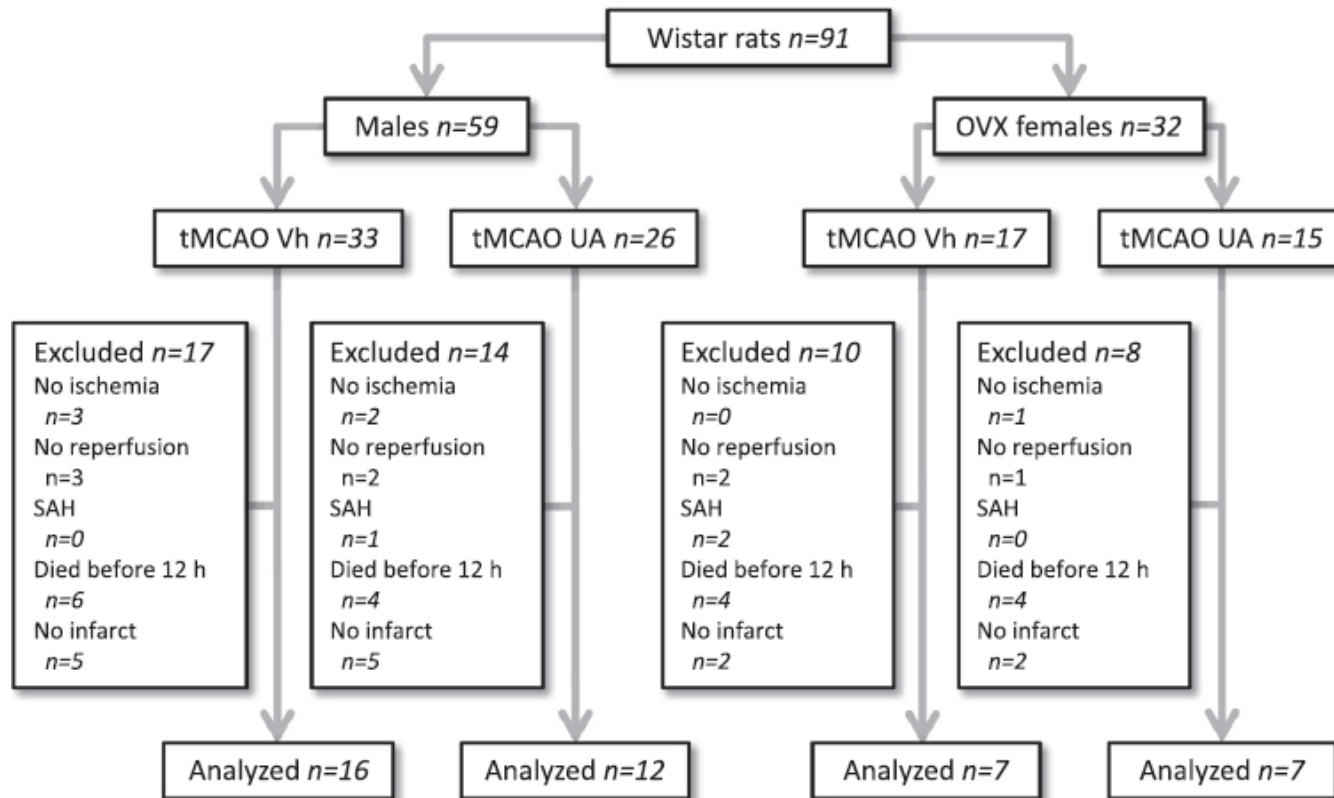 Wistar rats n=91
Males n=59
OVX females n=32
tMCAO Vh n=33
tMCAO UA n=26
tMCAO Vh n=17
tMCAO UA n=15
Excluded n=17
No ischemia
n=3
No reperfusion
n=3
SAH
n=0
Died before 12 h
n=6
No infarct
n=5
Excluded n=14
No ischemia
n=2
No reperfusion
n=2
SAH
n=1
Died before 12 h
n=4
No infarct
n=5
Excluded n=10
No ischemia
n=0
No reperfusion
n=2
SAH
n=2
Died before 12 h
n=4
No infarct
n=2
Excluded n=8
No ischemia
n=1
No reperfusion
n=1
SAH
n=0
Died before 12 h
n=4
No infarct
n=2
Analyzed n=16
Analyzed n=12
Analyzed n=7
Analyzed n=7